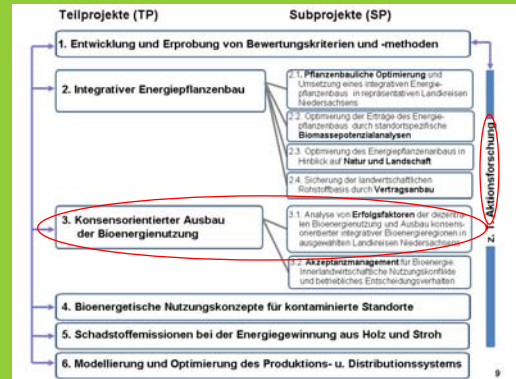 Teilprojekte (TP)
Subprojekte (SP)
1. Entwicklung und Erprobung von Bewertungskriterien und -methoden
2. Integrativer Energiepflanzenbau
2.1. Pflanzenbauliche Optimierung und
Umsetzung eines integrativen Energie-
pflanzenbaus in repräsentativen Landkreisen
Niedersachsens
2.2. Optimierung der Erträge des Energie-
pflanzenbaus durch standortspezifische
Biomassepotenzialanalysen
2.3. Optimierung des Energiepflanzenanbaus in
Hinblick auf Natur und Landschaft
2.4. Sicherung der landwirtschaftlichen
Rohstoffbasis durch Vertragsanbau
3. Konsensorientierter Ausbau
der Bioenergienutzung
3.1. Analyse von Erfolgsfaktoren der dezentra-
len Bioenergienutzung und Ausbau konsens-
orientierter integrativer Bioenergieregionen in
ausgewählten Landkreisen Niedersachsens
3.2. Akzeptanzmanagement für Bioenergie:
Innerlandwirtschaftliche Nutzungskonflikte
und betriebliches Entscheidungsverhalten
4. Bioenergetische Nutzungskonzepte für kontaminierte Standorte
5. Schadstoffemissionen bei der Energiegewinnung aus Holz und Stroh
6. Modellierung und Optimierung des Produktions- u. Distributionssystems
z. T. Aktionsforschung
9